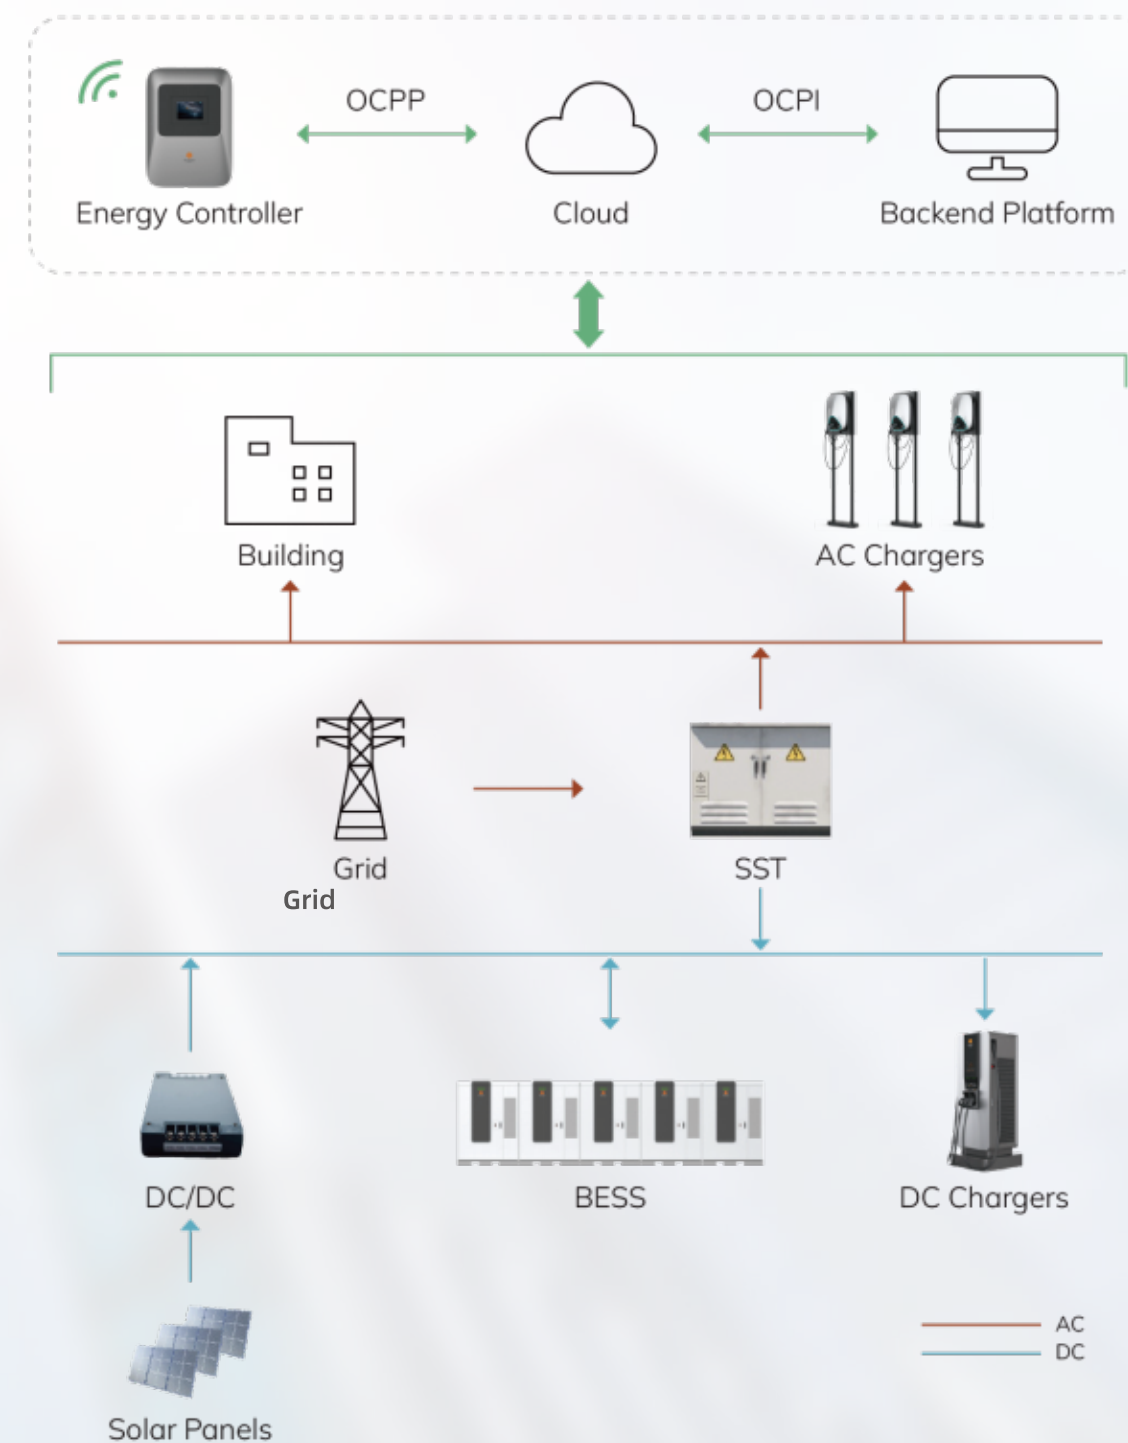 OCPP
OCPI
Energy Controller
Cloud
Backend Platform
Building
AC Chargers
Grid
SST
Grid
DC/DC
BESS
DC Chargers
AC
DC
Solar Panels